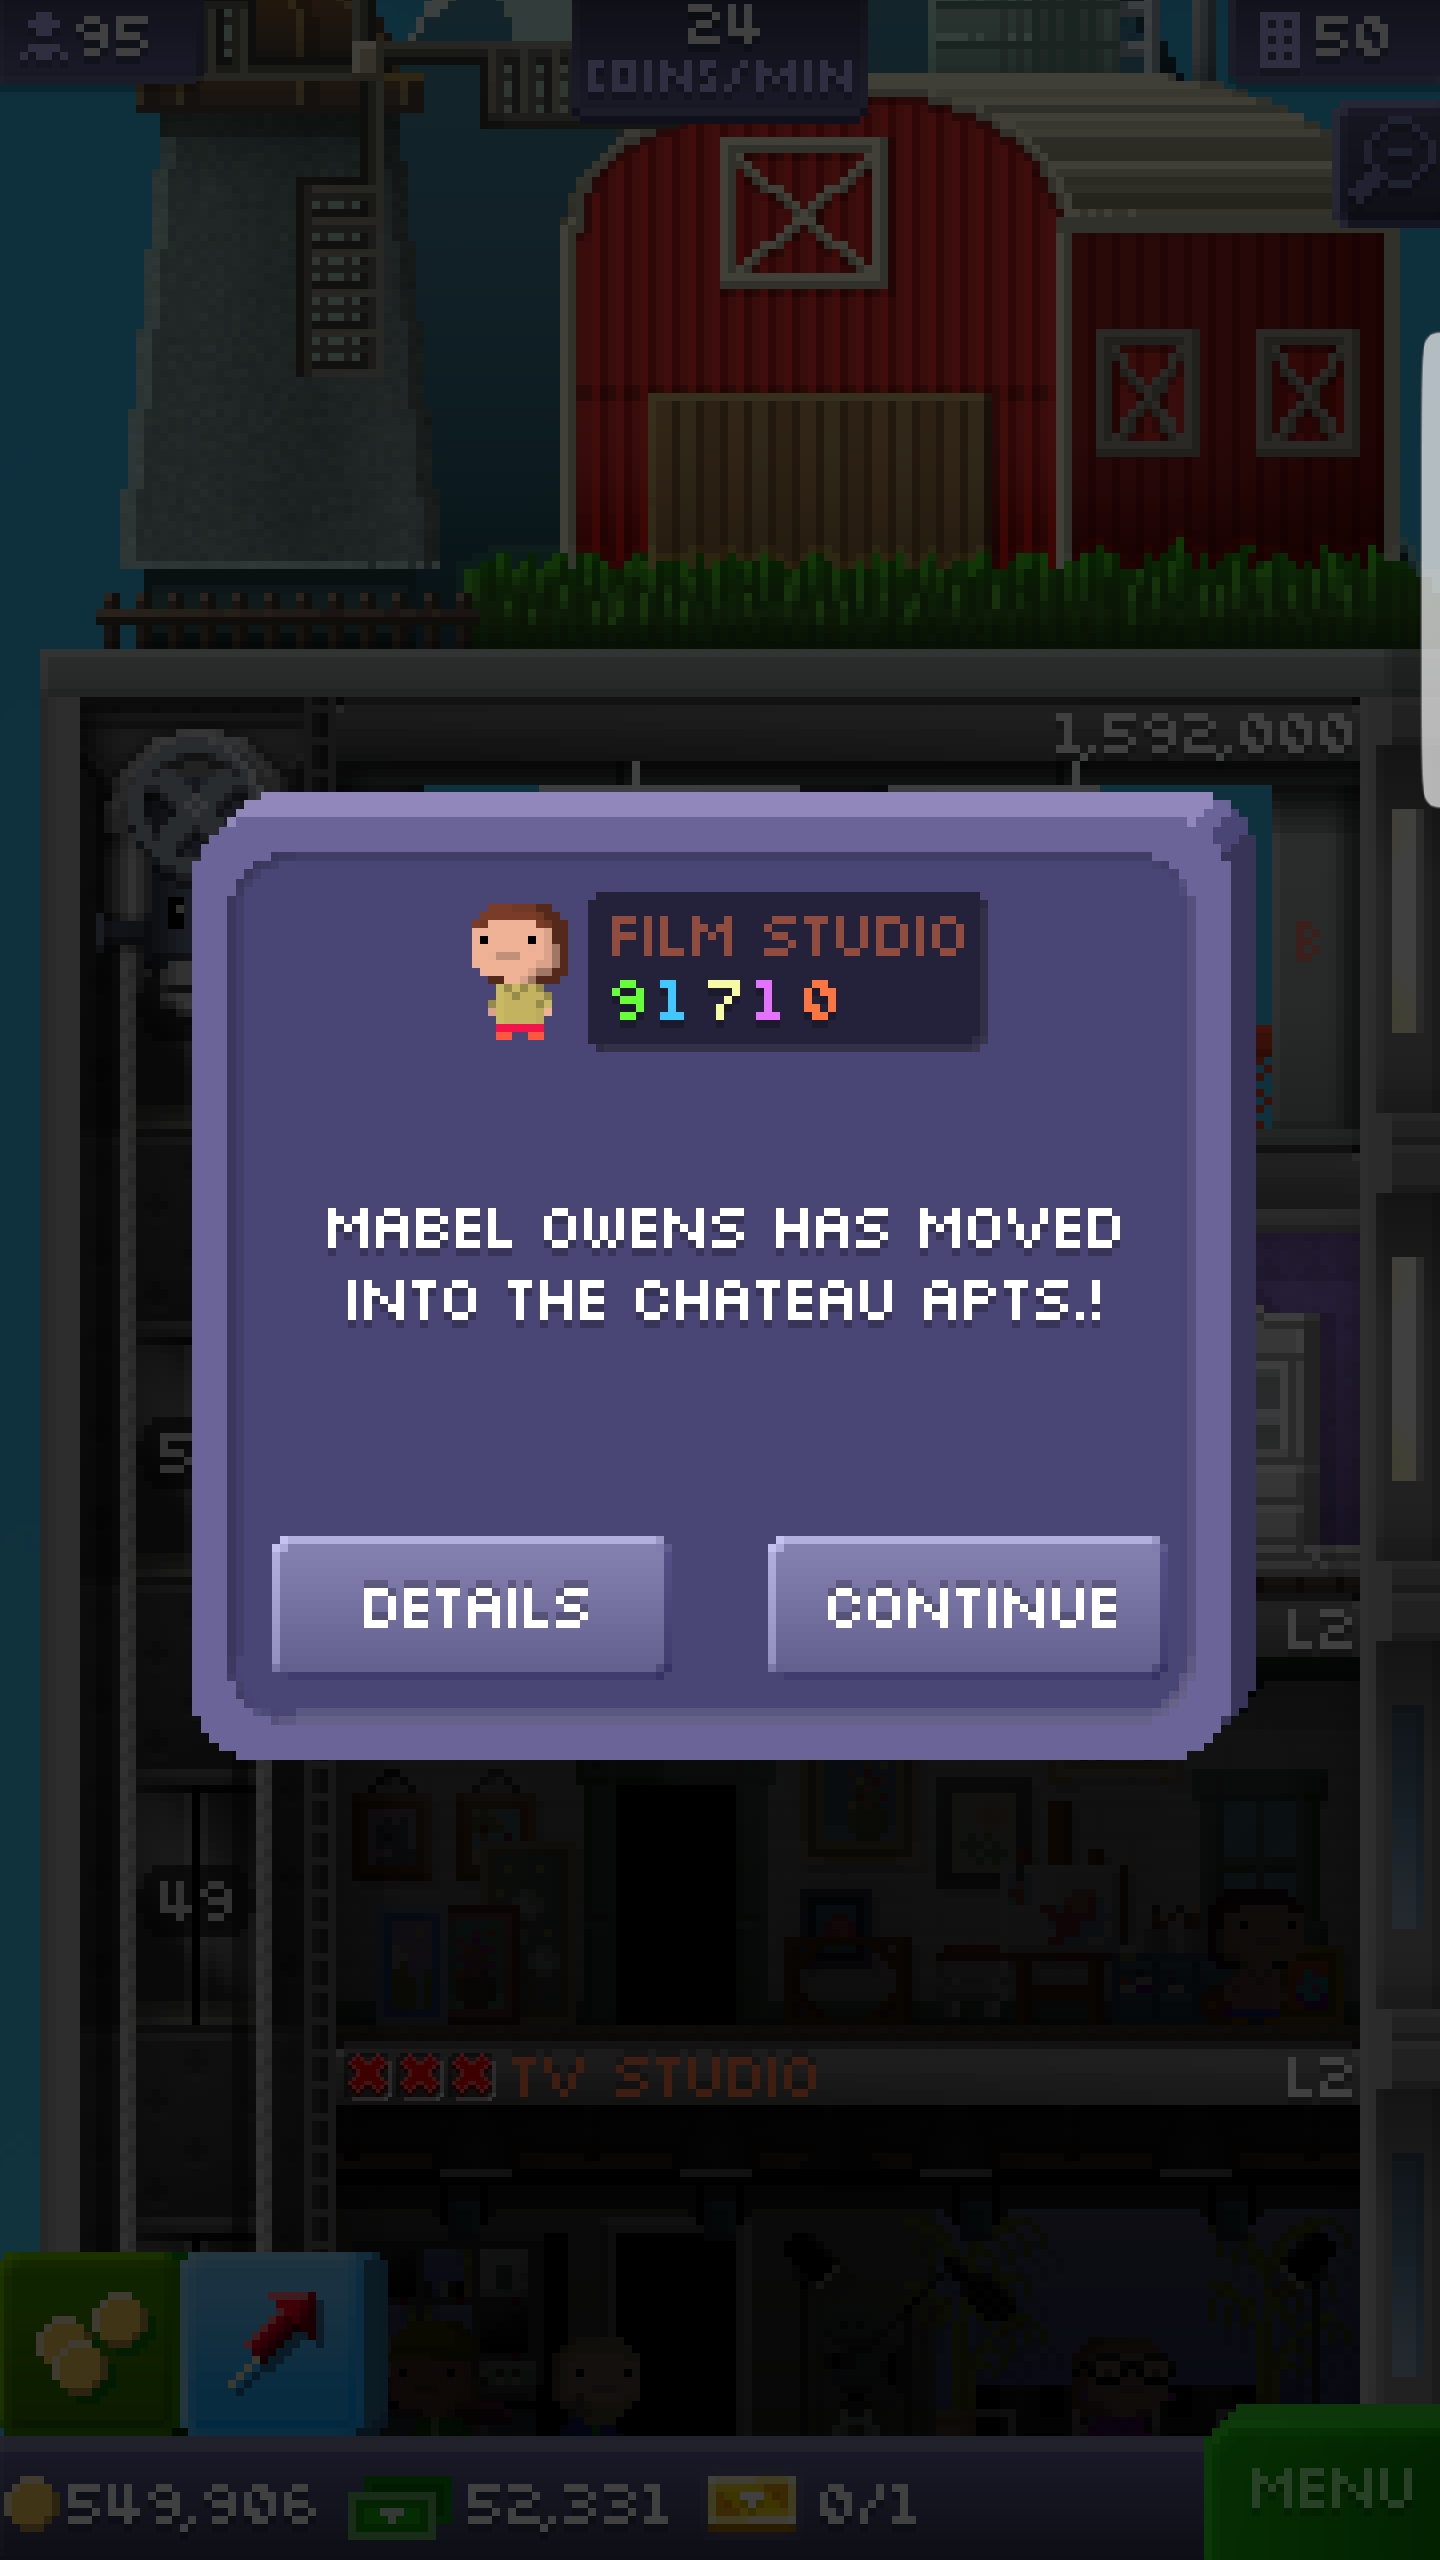 95
24
COINS/MIN
50
1,592,000
B
FILM STUDIO
9 1 7 1 0
MABEL OWENS HAS MOVED
INTO THE CHATEAU APTS.!
DETAILS
CONTINUE
L2
49
TV STUDIO
L2
549,906
52,331
0/1
MENU